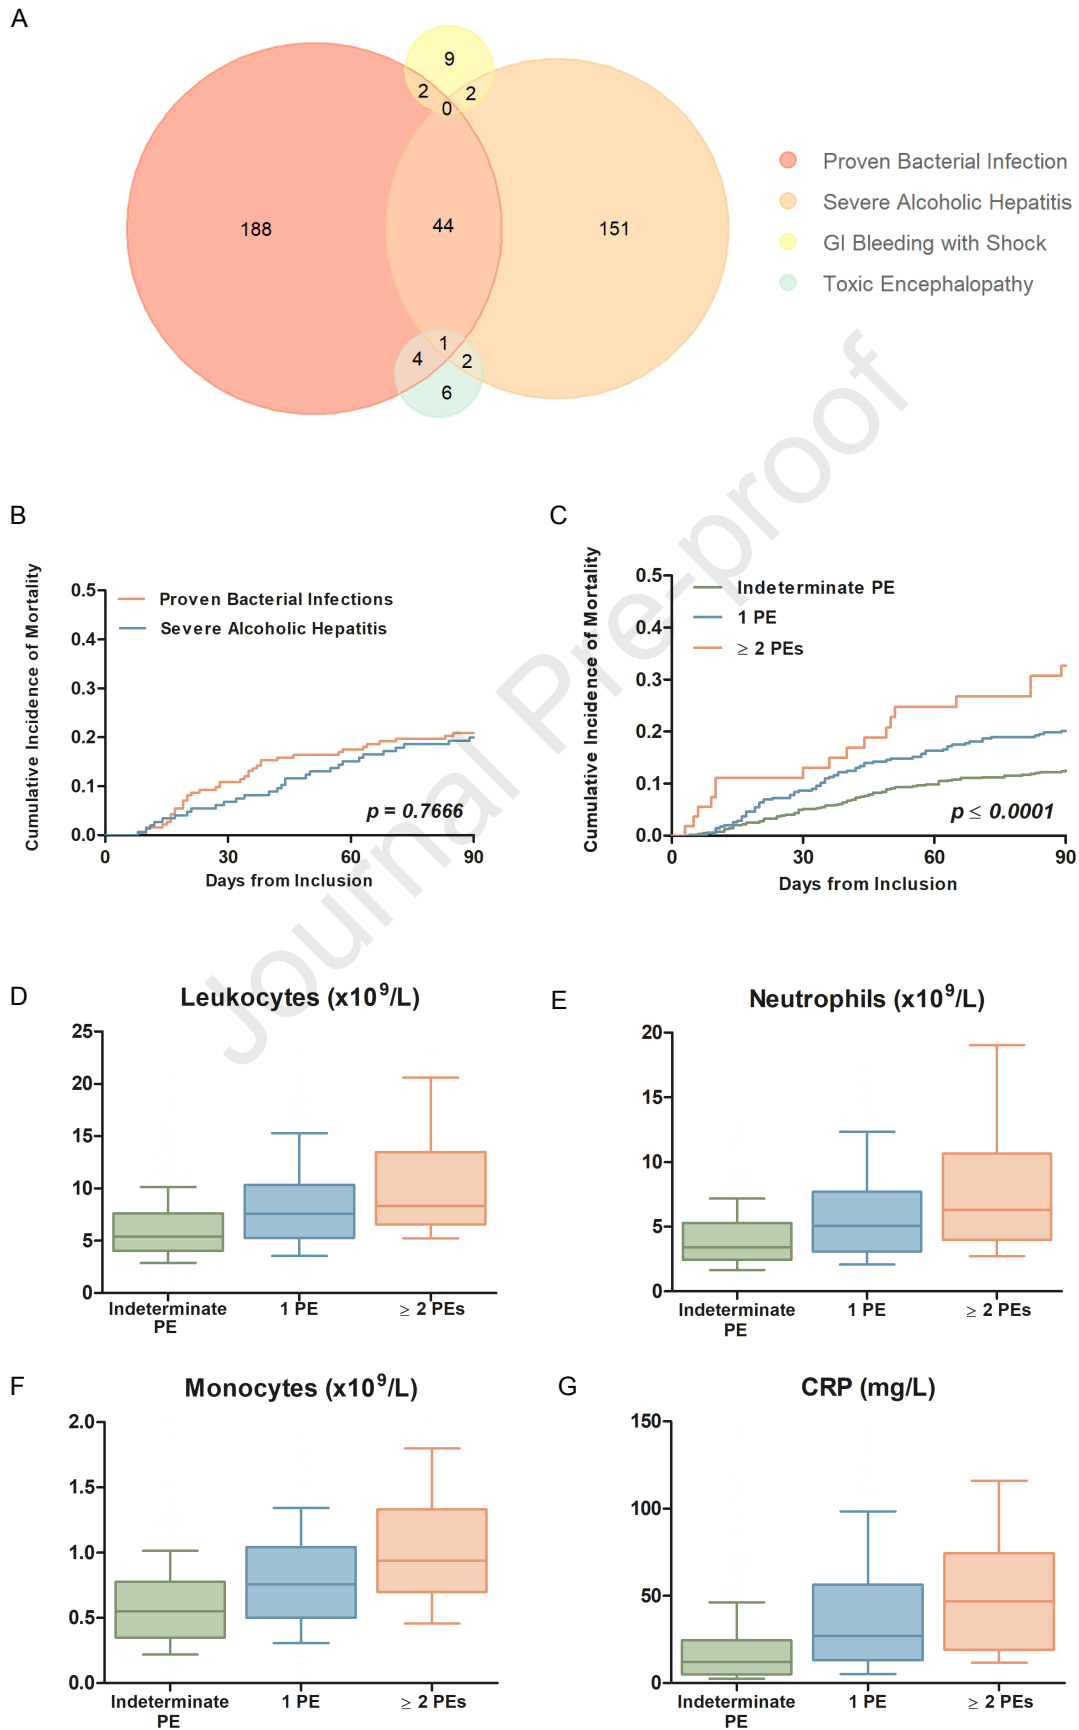 A
9
2
2
0
188
44
151
1
4
2
6
Proven Bacterial Infection
Severe Alcoholic Hepatitis
GI Bleeding with Shock
Toxic Encephalopathy
Journal Pre-proof
B
Cumulative Incidence of Mortality
0.5
0.4
0.3
0.2
0.1
0.0
Proven Bacterial Infections
Severe Alcoholic Hepatitis
p = 0.7666
0
30
60
90
Days from Inclusion
C
Cumulative Incidence of Mortality
0.5
0.4
0.3
0.2
0.1
0.0
Indeterminate PE
1 PE
≥ 2 PEs
p ≤ 0.0001
0
30
60
90
Days from Inclusion
D
Leukocytes (x10⁹/L)
25
20
15
10
5
0
Indeterminate
PE
1 PE
≥ 2 PEs
E
Neutrophils (x10⁹/L)
20
15
10
5
0
Indeterminate
PE
1 PE
≥ 2 PEs
F
Monocytes (x10⁹/L)
2.0
1.5
1.0
0.5
0.0
Indeterminate
PE
1 PE
≥ 2 PEs
G
CRP (mg/L)
150
100
50
0
Indeterminate
PE
1 PE
≥ 2 PEs